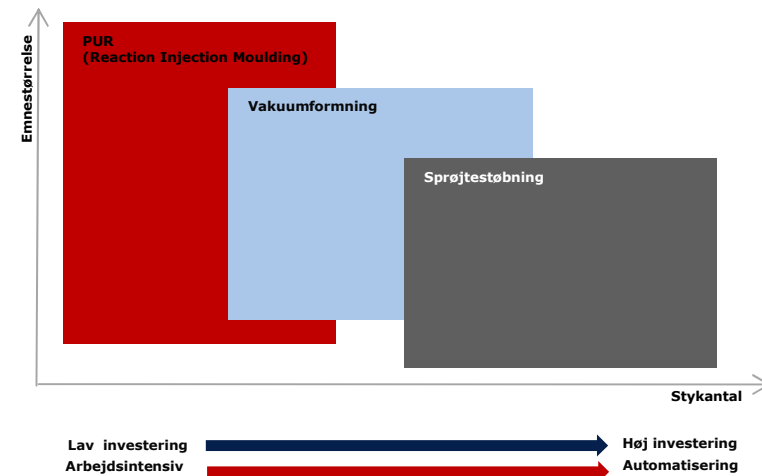 Emnestørrelse
PUR
(Reaction Injection Moulding)
Vakuumformning
Sprøjtestøbning
Stykantal
Lav investering
Høj investering
Arbejdsintensiv
Automatisering